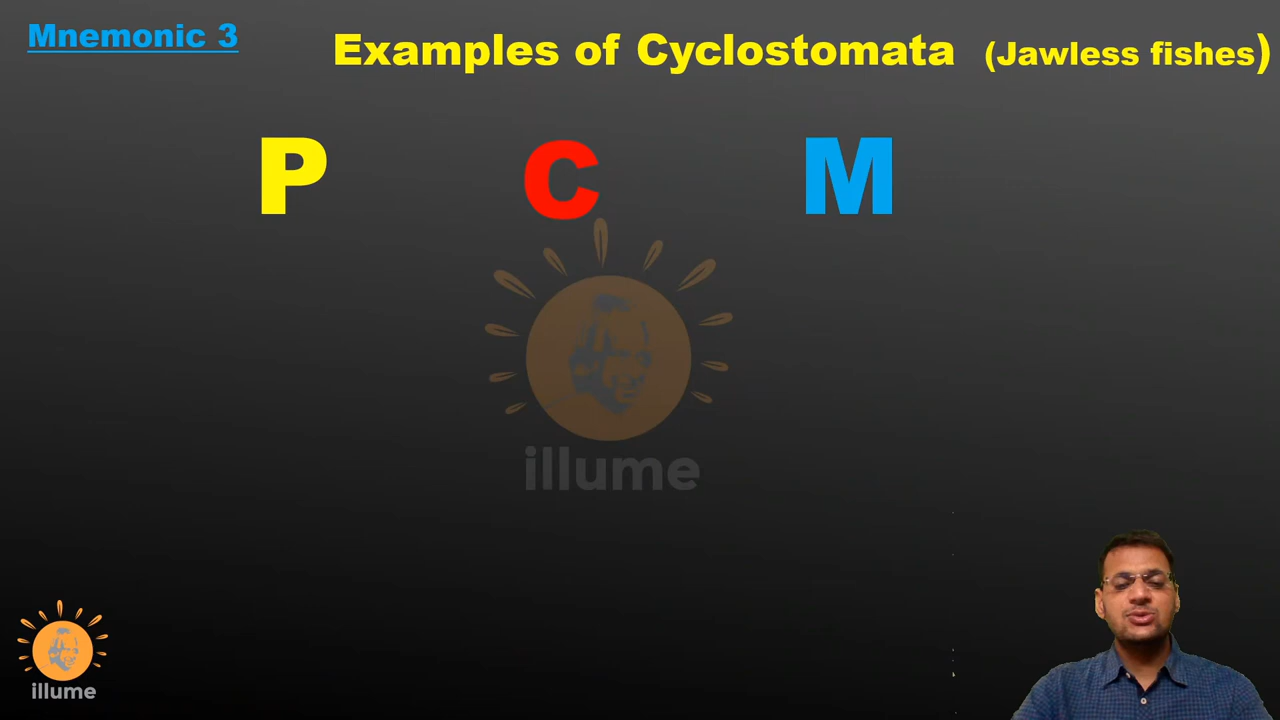 Mnemonic 3
Examples of Cyclostomata (Jawless fishes)
P C M
illume
illume